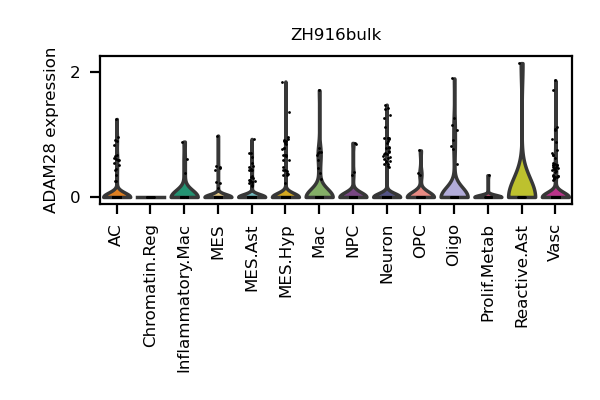 ZH916bulk
ADAM28 expression
2
0
AC
Chromatin.Reg
Inflammatory.Mac
MES
MES.Ast
MES.Hyp
Mac
NPC
Neuron
OPC
Oligo
Prolif.Metab
Reactive.Ast
Vasc